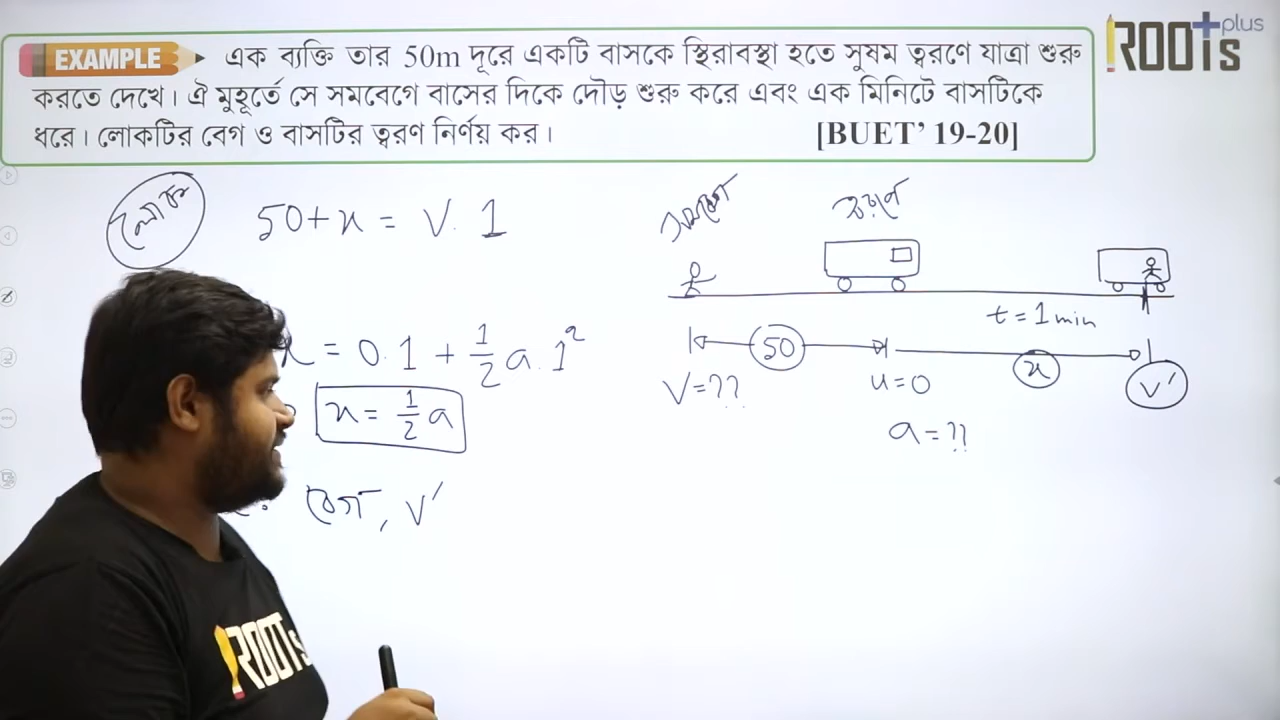 ROOTs plus
EXAMPLE এক ব্যক্তি তার 50m দূরে একটি বাসকে স্থিরাবস্থা হতে সুষম ত্বরণে যাত্রা শুরু
করতে দেখে। ঐ মুহূর্তে সে সমবেগে বাসের দিকে দৌড় শুরু করে এবং এক মিনিটে বাসটিকে
ধরে। লোকটির বেগ ও বাসটির ত্বরণ নির্ণয় কর।
[BUET’ 19-20]
50+x = v. 1
x = 0.1 + 1/2 a.1²
x = 1/2 a
বেগ, v′
সমবেগে
ত্বরণে
t = 1 min
50
x
v′
v=??
u=0
a=??
ROOTs